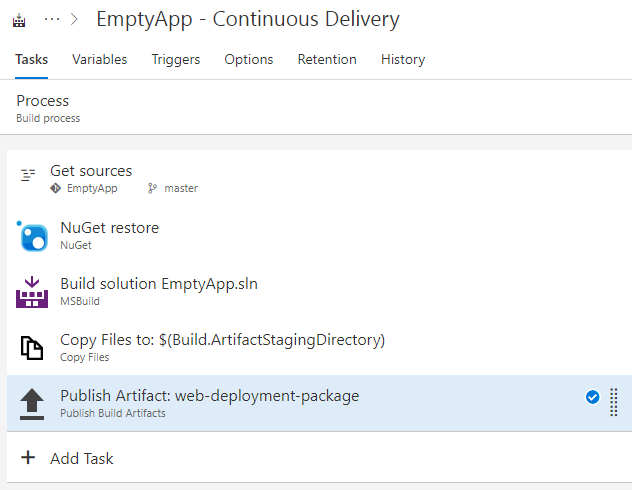 ··· > EmptyApp - Continuous Delivery
Tasks Variables Triggers Options Retention History
Process
Build process
Get sources
EmptyApp master
NuGet restore
NuGet
Build solution EmptyApp.sln
MSBuild
Copy Files to: $(Build.ArtifactStagingDirectory)
Copy Files
Publish Artifact: web-deployment-package
Publish Build Artifacts
+ Add Task